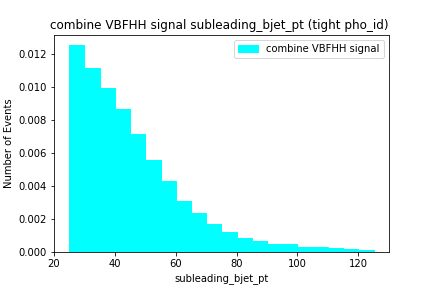 combine VBFHH signal subleading_bjet_pt (tight pho_id)
combine VBFHH signal
Number of Events
0.012
0.010
0.008
0.006
0.004
0.002
0.000
20 40 60 80 100 120
subleading_bjet_pt